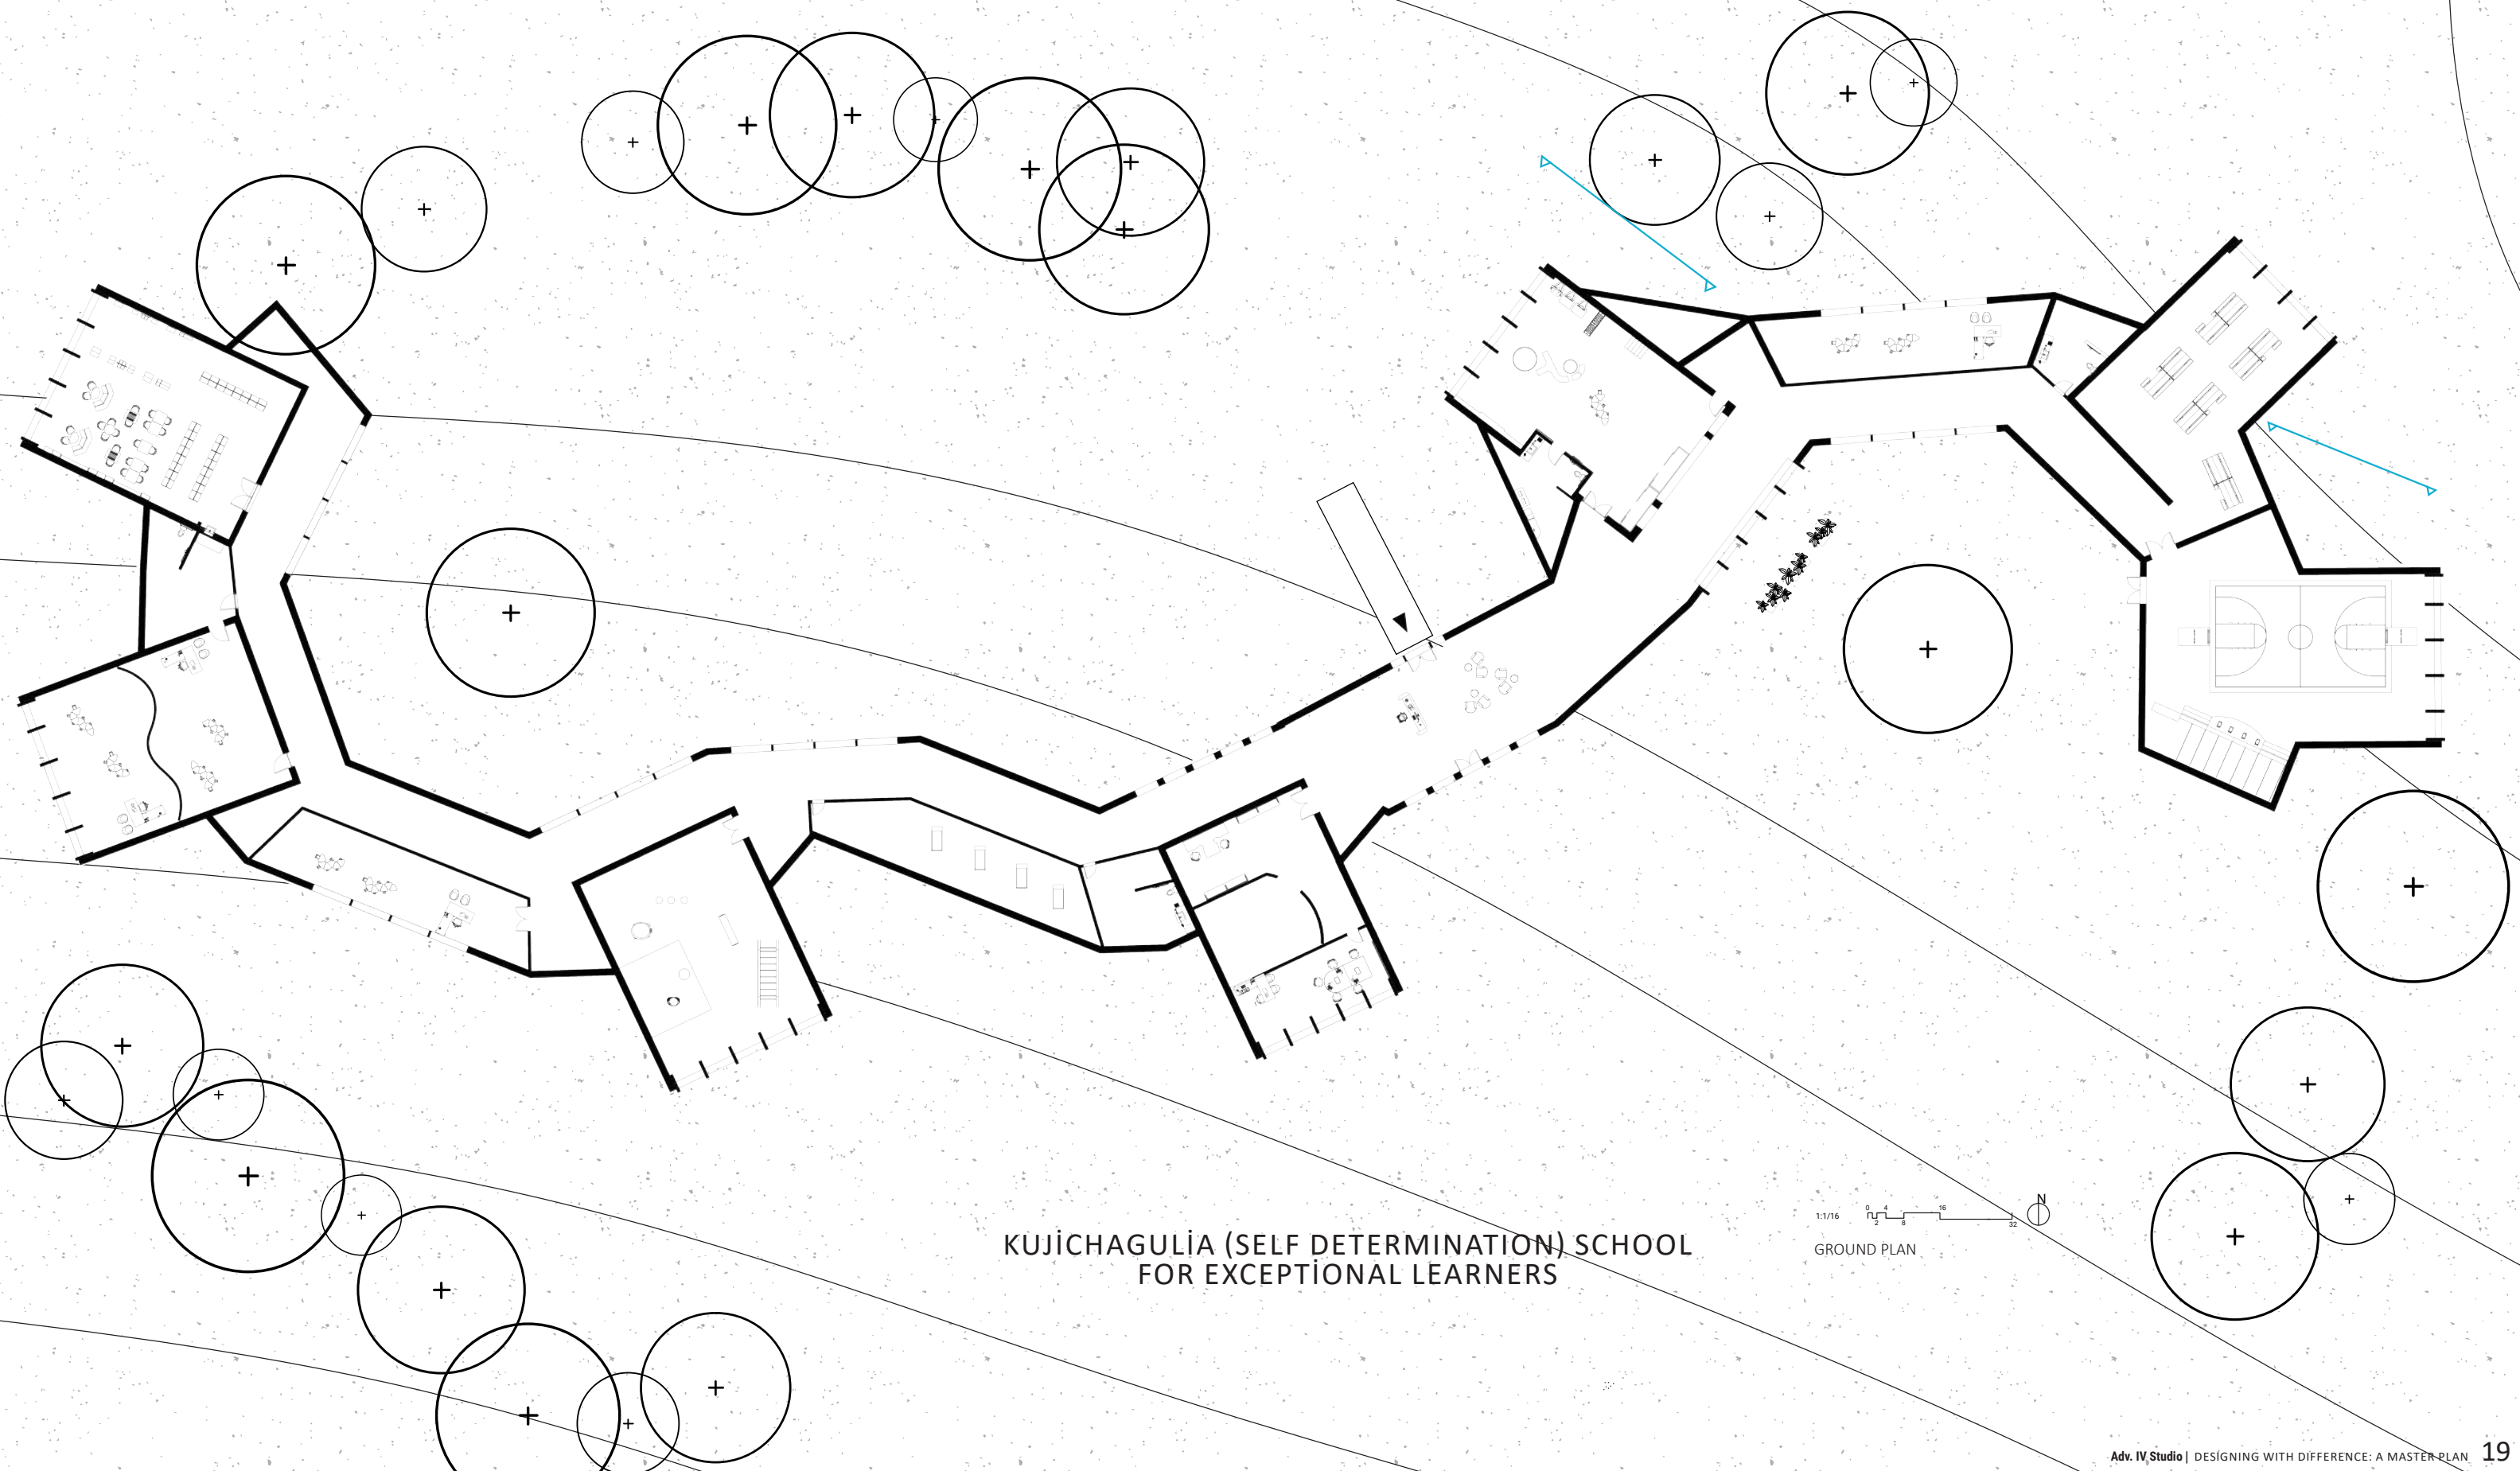 N
0 4 16
1:1/16
2 8 32
GROUND PLAN
KUJİCHAGULİA (SELF DETERMINATION) SCHOOL
FOR EXCEPTİONAL LEARNERS
Adv. IV Studio | DESİGNING WITH DIFFERENCE: A MASTER PLAN 19